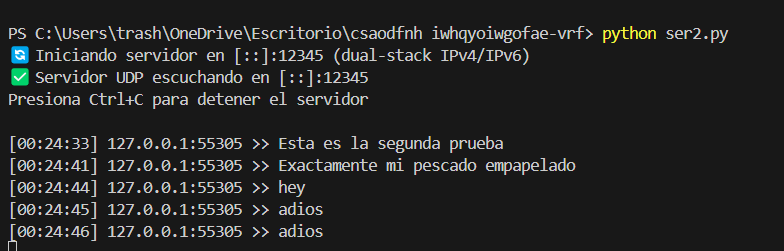 PS C:\Users\trash\OneDrive\Escritorio\csaodfnh iwhqyoiwgofae-vrf> python ser2.py
🔄 Iniciando servidor en [::]:12345 (dual-stack IPv4/IPv6)
✅ Servidor UDP escuchando en [::]:12345
Presiona Ctrl+C para detener el servidor
[00:24:33] 127.0.0.1:55305 >> Esta es la segunda prueba
[00:24:41] 127.0.0.1:55305 >> Exactamente mi pescado empapelado
[00:24:44] 127.0.0.1:55305 >> hey
[00:24:45] 127.0.0.1:55305 >> adios
[00:24:46] 127.0.0.1:55305 >> adios